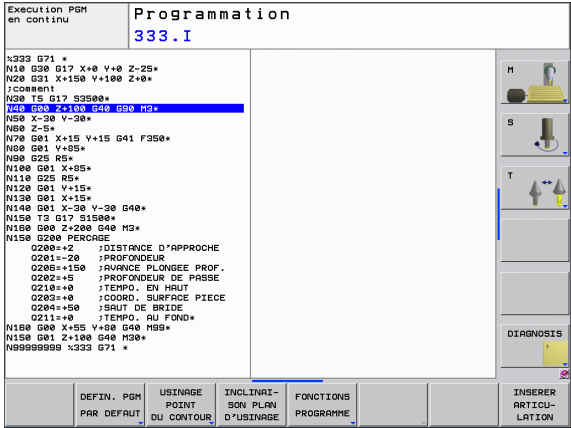 Execution PGM
en continu
Programmation
333.I
%333 G71 *
N10 G30 G17 X+0 Y+0 Z-25*
N20 G31 X+150 Y+100 Z+0*
;comment
N30 T5 G17 S3500*
N40 G00 Z+100 G40 G90 M3*
N50 X-30 Y-30*
N60 Z-5*
N70 G01 X+15 Y+15 G41 F350*
N80 G01 Y+85*
N90 G25 R5*
N100 G01 X+85*
N110 G25 R5*
N120 G01 Y+15*
N130 G01 X+15*
N140 G01 X-30 Y-30 G40*
N150 T3 G17 S1500*
N160 G00 Z+200 G40 M3*
N150 G200 PERCAGE
Q200=+2 ;DISTANCE D'APPROCHE
Q201=-20 ;PROFONDEUR
Q206=+150 ;AVANCE PLONGEE PROF.
Q202=+5 ;PROFONDEUR DE PASSE
Q210=+0 ;TEMPO. EN HAUT
Q203=+0 ;COORD. SURFACE PIECE
Q204=+50 ;SAUT DE BRIDE
Q211=+0 ;TEMPO. AU FOND*
N160 G00 X+55 Y+80 G40 M99*
N150 G01 Z+100 G40 M30*
N99999999 %333 G71 *
M
S
T
DIAGNOSIS
DEFIN. PGM
PAR DEFAUT
USINAGE
POINT
DU CONTOUR
INCLINAI-
SON PLAN
D'USINAGE
FONCTIONS
PROGRAMME
INSERER
ARTICU-
LATION